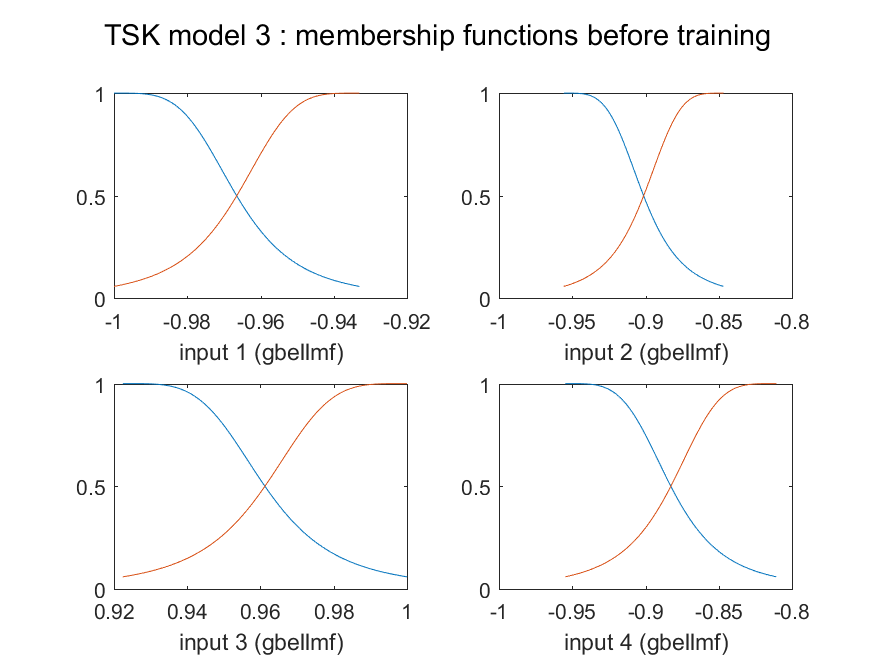 TSK model 3 : membership functions before training
1
0.5
0
-1 -0.98 -0.96 -0.94 -0.92
input 1 (gbellmf)
1
0.5
0
-1 -0.95 -0.9 -0.85 -0.8
input 2 (gbellmf)
1
0.5
0
0.92 0.94 0.96 0.98 1
input 3 (gbellmf)
1
0.5
0
-1 -0.95 -0.9 -0.85 -0.8
input 4 (gbellmf)